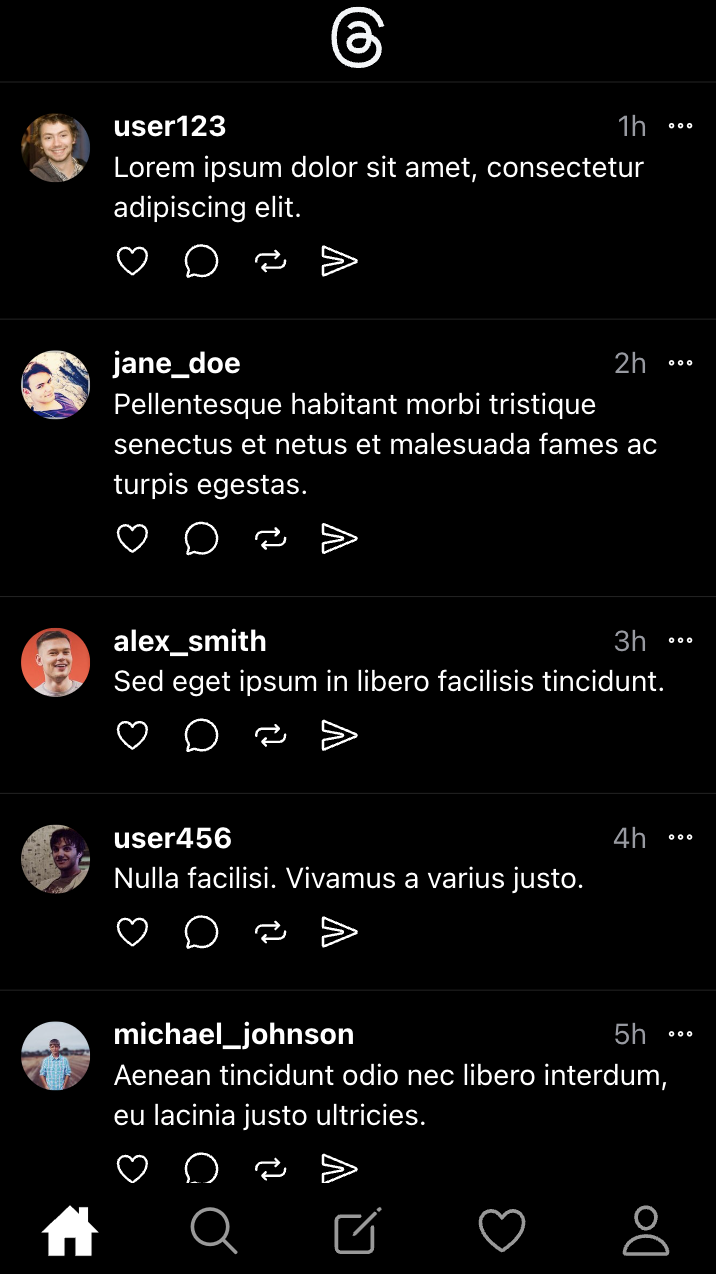 user123 1h
Lorem ipsum dolor sit amet, consectetur
adipiscing elit.
jane_doe 2h
Pellentesque habitant morbi tristique
senectus et netus et malesuada fames ac
turpis egestas.
alex_smith 3h
Sed eget ipsum in libero facilisis tincidunt.
user456 4h
Nulla facilisi. Vivamus a varius justo.
michael_johnson 5h
Aenean tincidunt odio nec libero interdum,
eu lacinia justo ultricies.